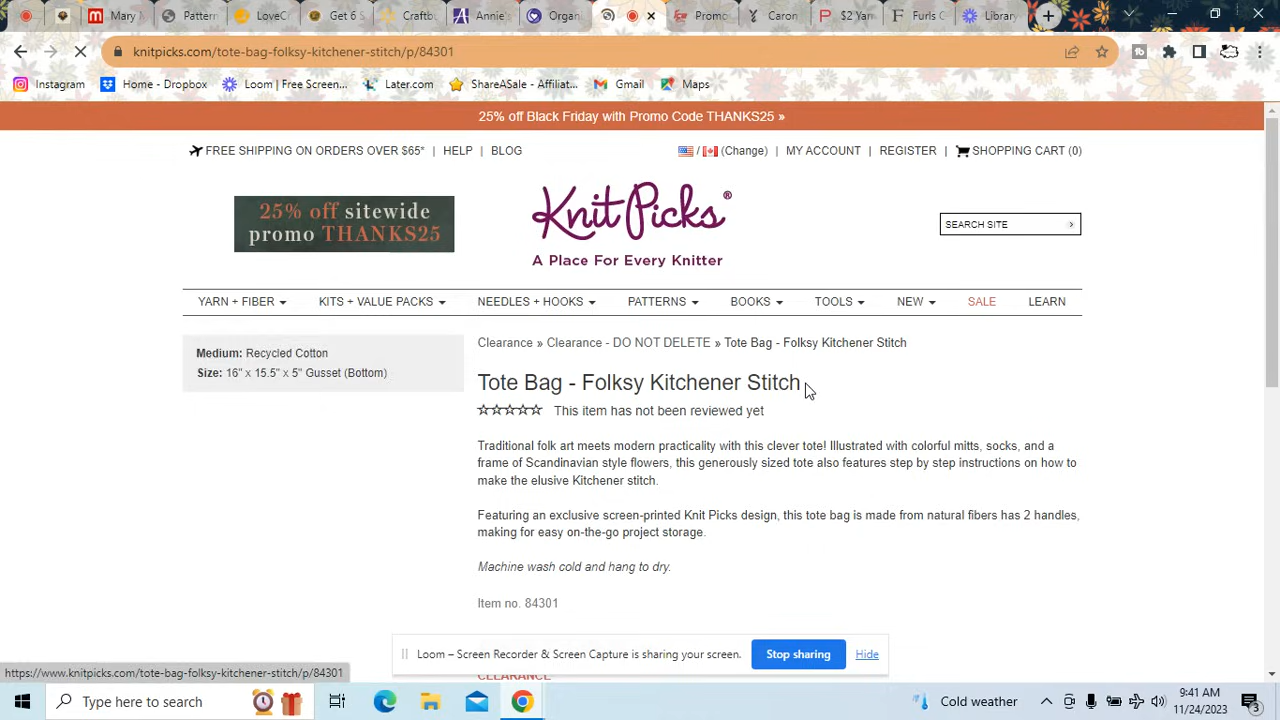 Mary
Pattern
LoveCr
Get 6
Craftb
Annie
Organ
Promo
Caron
$2 Yarn
Furls C
Library
knitpicks.com/tote-bag-folksy-kitchener-stitch/p/84301
Instagram
Home - Dropbox
Loom | Free Screen...
Later.com
ShareASale - Affiliat...
Gmail
Maps
25% off Black Friday with Promo Code THANKS25 »
FREE SHIPPING ON ORDERS OVER $65* | HELP | BLOG
/ (Change) | MY ACCOUNT | REGISTER | SHOPPING CART (0)
25% off sitewide
promo THANKS25
Knit Picks®
A Place For Every Knitter
SEARCH SITE
YARN + FIBER KITS + VALUE PACKS NEEDLES + HOOKS PATTERNS BOOKS TOOLS NEW SALE LEARN
Medium: Recycled Cotton
Size: 16" x 15.5" x 5" Gusset (Bottom)
Clearance » Clearance - DO NOT DELETE » Tote Bag - Folksy Kitchener Stitch
Tote Bag - Folksy Kitchener Stitch
This item has not been reviewed yet
Traditional folk art meets modern practicality with this clever tote! Illustrated with colorful mitts, socks, and a
frame of Scandinavian style flowers, this generously sized tote also features step by step instructions on how to
make the elusive Kitchener stitch.
Featuring an exclusive screen-printed Knit Picks design, this tote bag is made from natural fibers has 2 handles,
making for easy on-the-go project storage.
Machine wash cold and hang to dry.
Item no. 84301
Loom – Screen Recorder & Screen Capture is sharing your screen.
Stop sharing
Hide
https://www.knitpicks.com/tote-bag-folksy-kitchener-stitch/p/84301
CLEARANCE
Type here to search
Cold weather
9:41 AM
11/24/2023
3